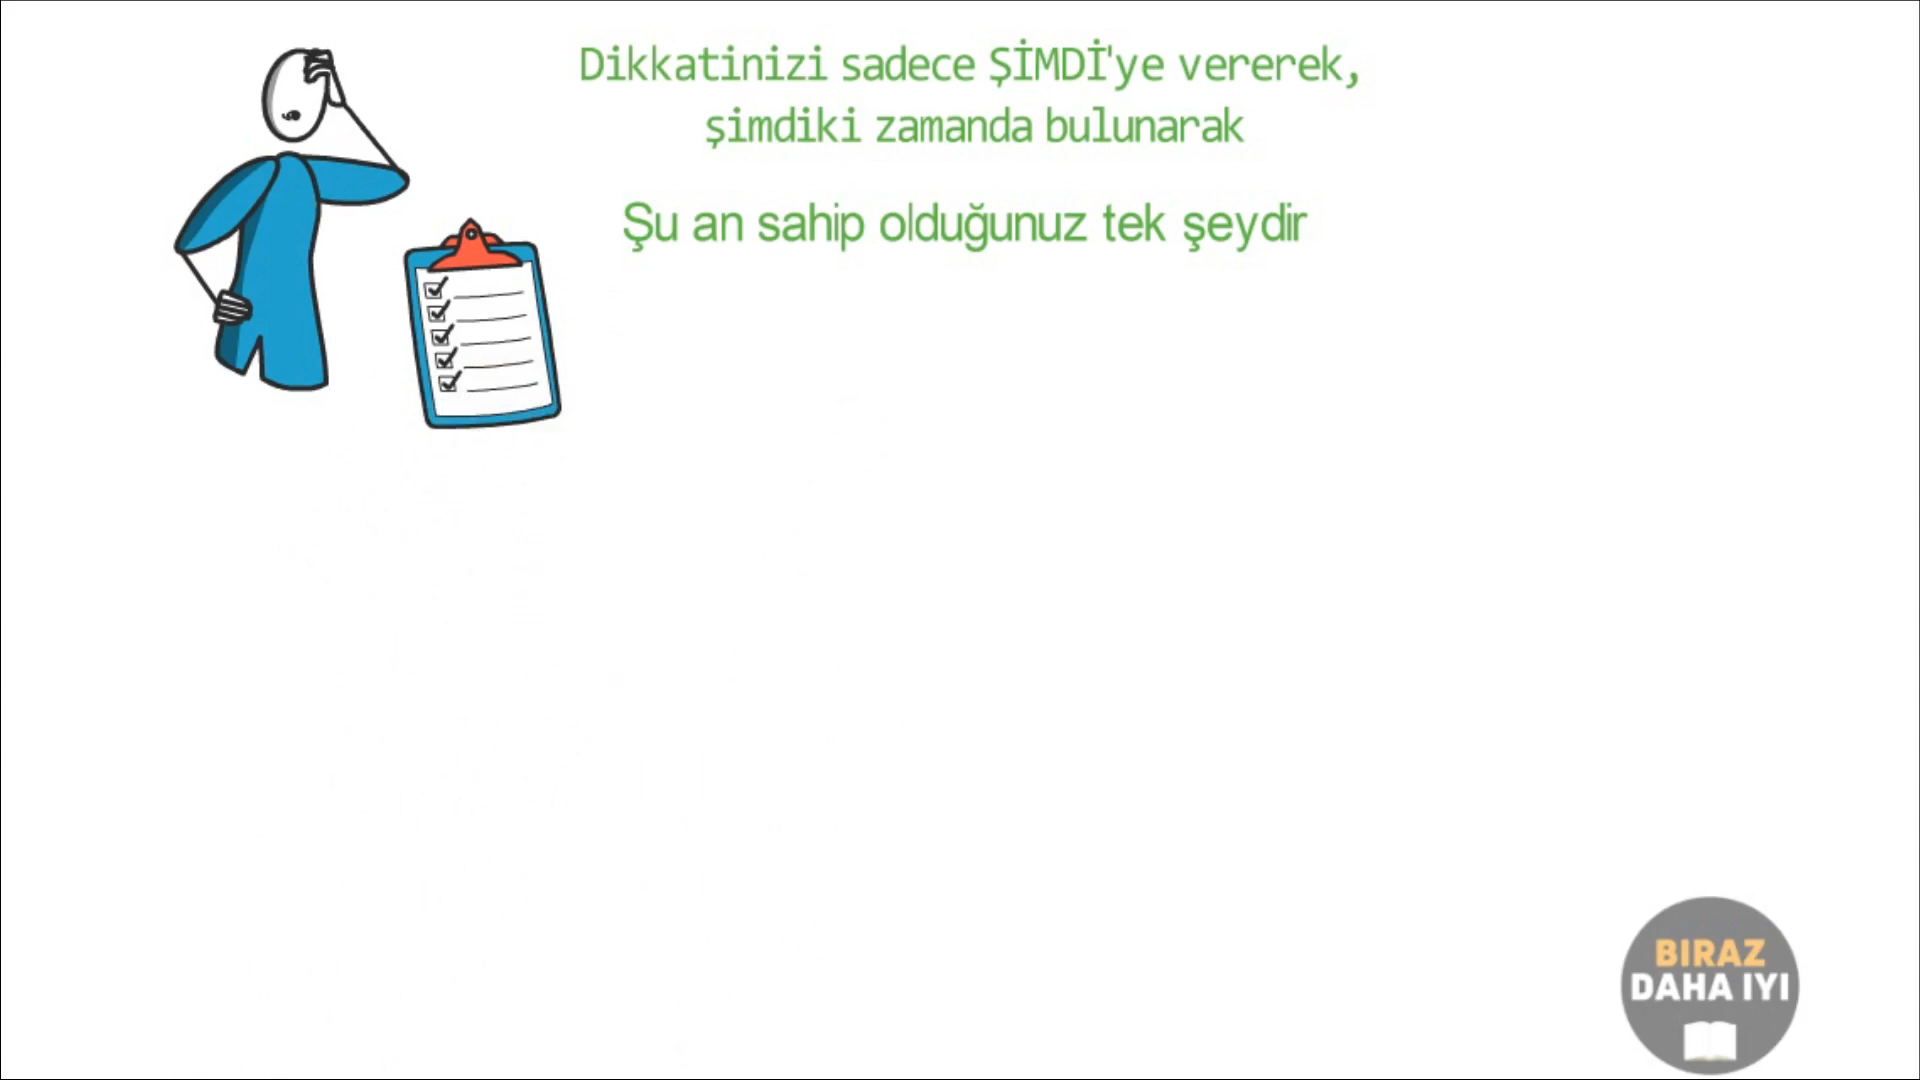 Dikkatinizi sadece ŞİMDİ'ye vererek,
şimdiki zamanda bulunarak
Şu an sahip olduğunuz tek şeydir
BIRAZ
DAHA IYI